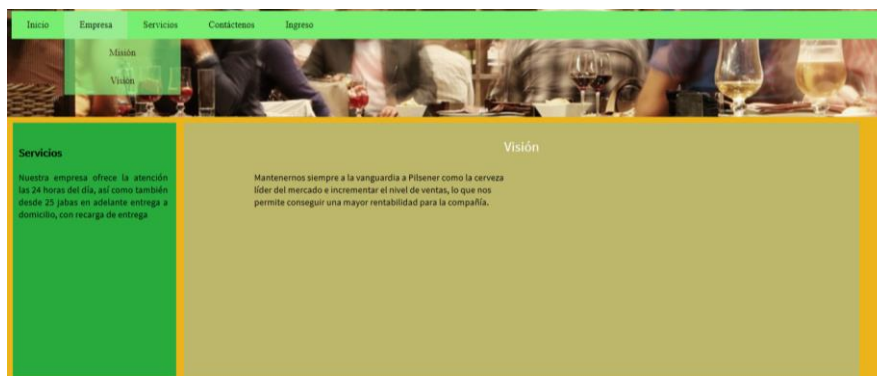 Inicio Empresa Servicios Contáctenos Ingreso
Misión
Visión
Servicios
Nuestra empresa ofrece la atención
las 24 horas del día, así como también
desde 25 jabas en adelante entrega a
domicilio, con recarga de entrega
Visión
Mantenernos siempre a la vanguardia a Pilsener como la cerveza
líder del mercado e incrementar el nivel de ventas, lo que nos
permite conseguir una mayor rentabilidad para la compañía.